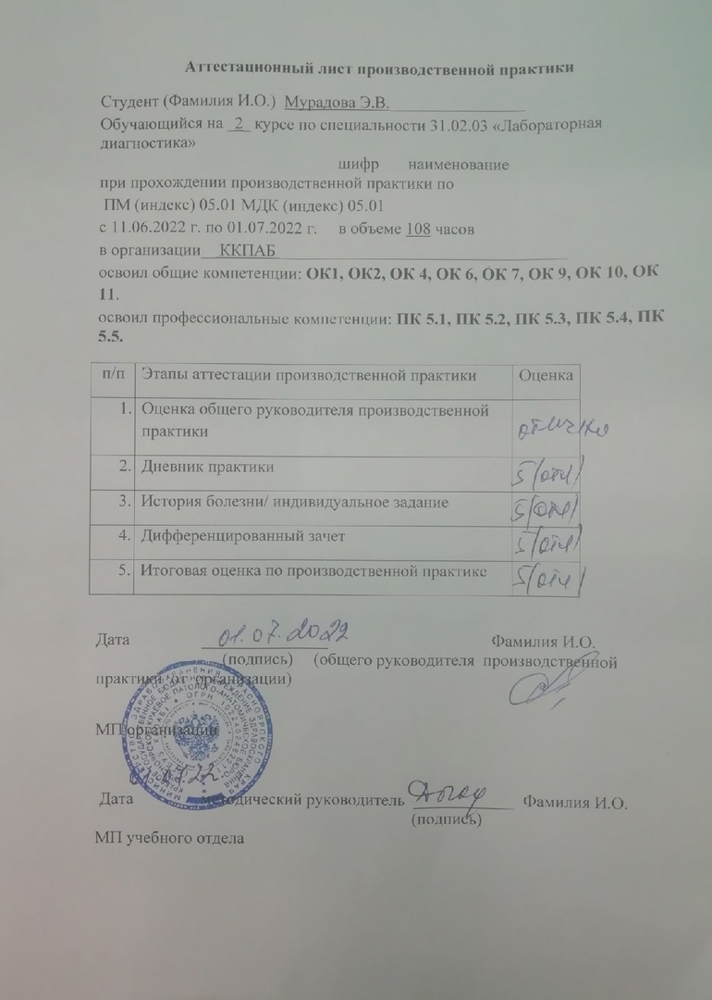 Аттестационный лист производственной практики
Студент (Фамилия И.О.) Мурадова Э.В.
Обучающийся на 2 курсе по специальности 31.02.03 «Лабораторная
диагностика»
шифр наименование
при прохождении производственной практики по
ПМ (индекс) 05.01 МДК (индекс) 05.01
с 11.06.2022 г. по 01.07.2022 г. в объеме 108 часов
в организации ККПАБ
освоил общие компетенции: ОК1, ОК2, ОК 4, ОК 6, ОК 7, ОК 9, ОК 10, ОК
11.
освоил профессиональные компетенции: ПК 5.1, ПК 5.2, ПК 5.3, ПК 5.4, ПК
5.5.
п/п Этапы аттестации производственной практики Оценка
1. Оценка общего руководителя производственной
практики отлично
2. Дневник практики 5(отл)
3. История болезни/ индивидуальное задание 5(отл)
4. Дифференцированный зачет 5(отл)
5. Итоговая оценка по производственной практике 5(отл)
Дата 01.07.2022 Фамилия И.О.
(подпись) (общего руководителя производственной
практики от организации)
МП организации
01.07.22
Дата методический руководитель Фамилия И.О.
(подпись)
МП учебного отдела